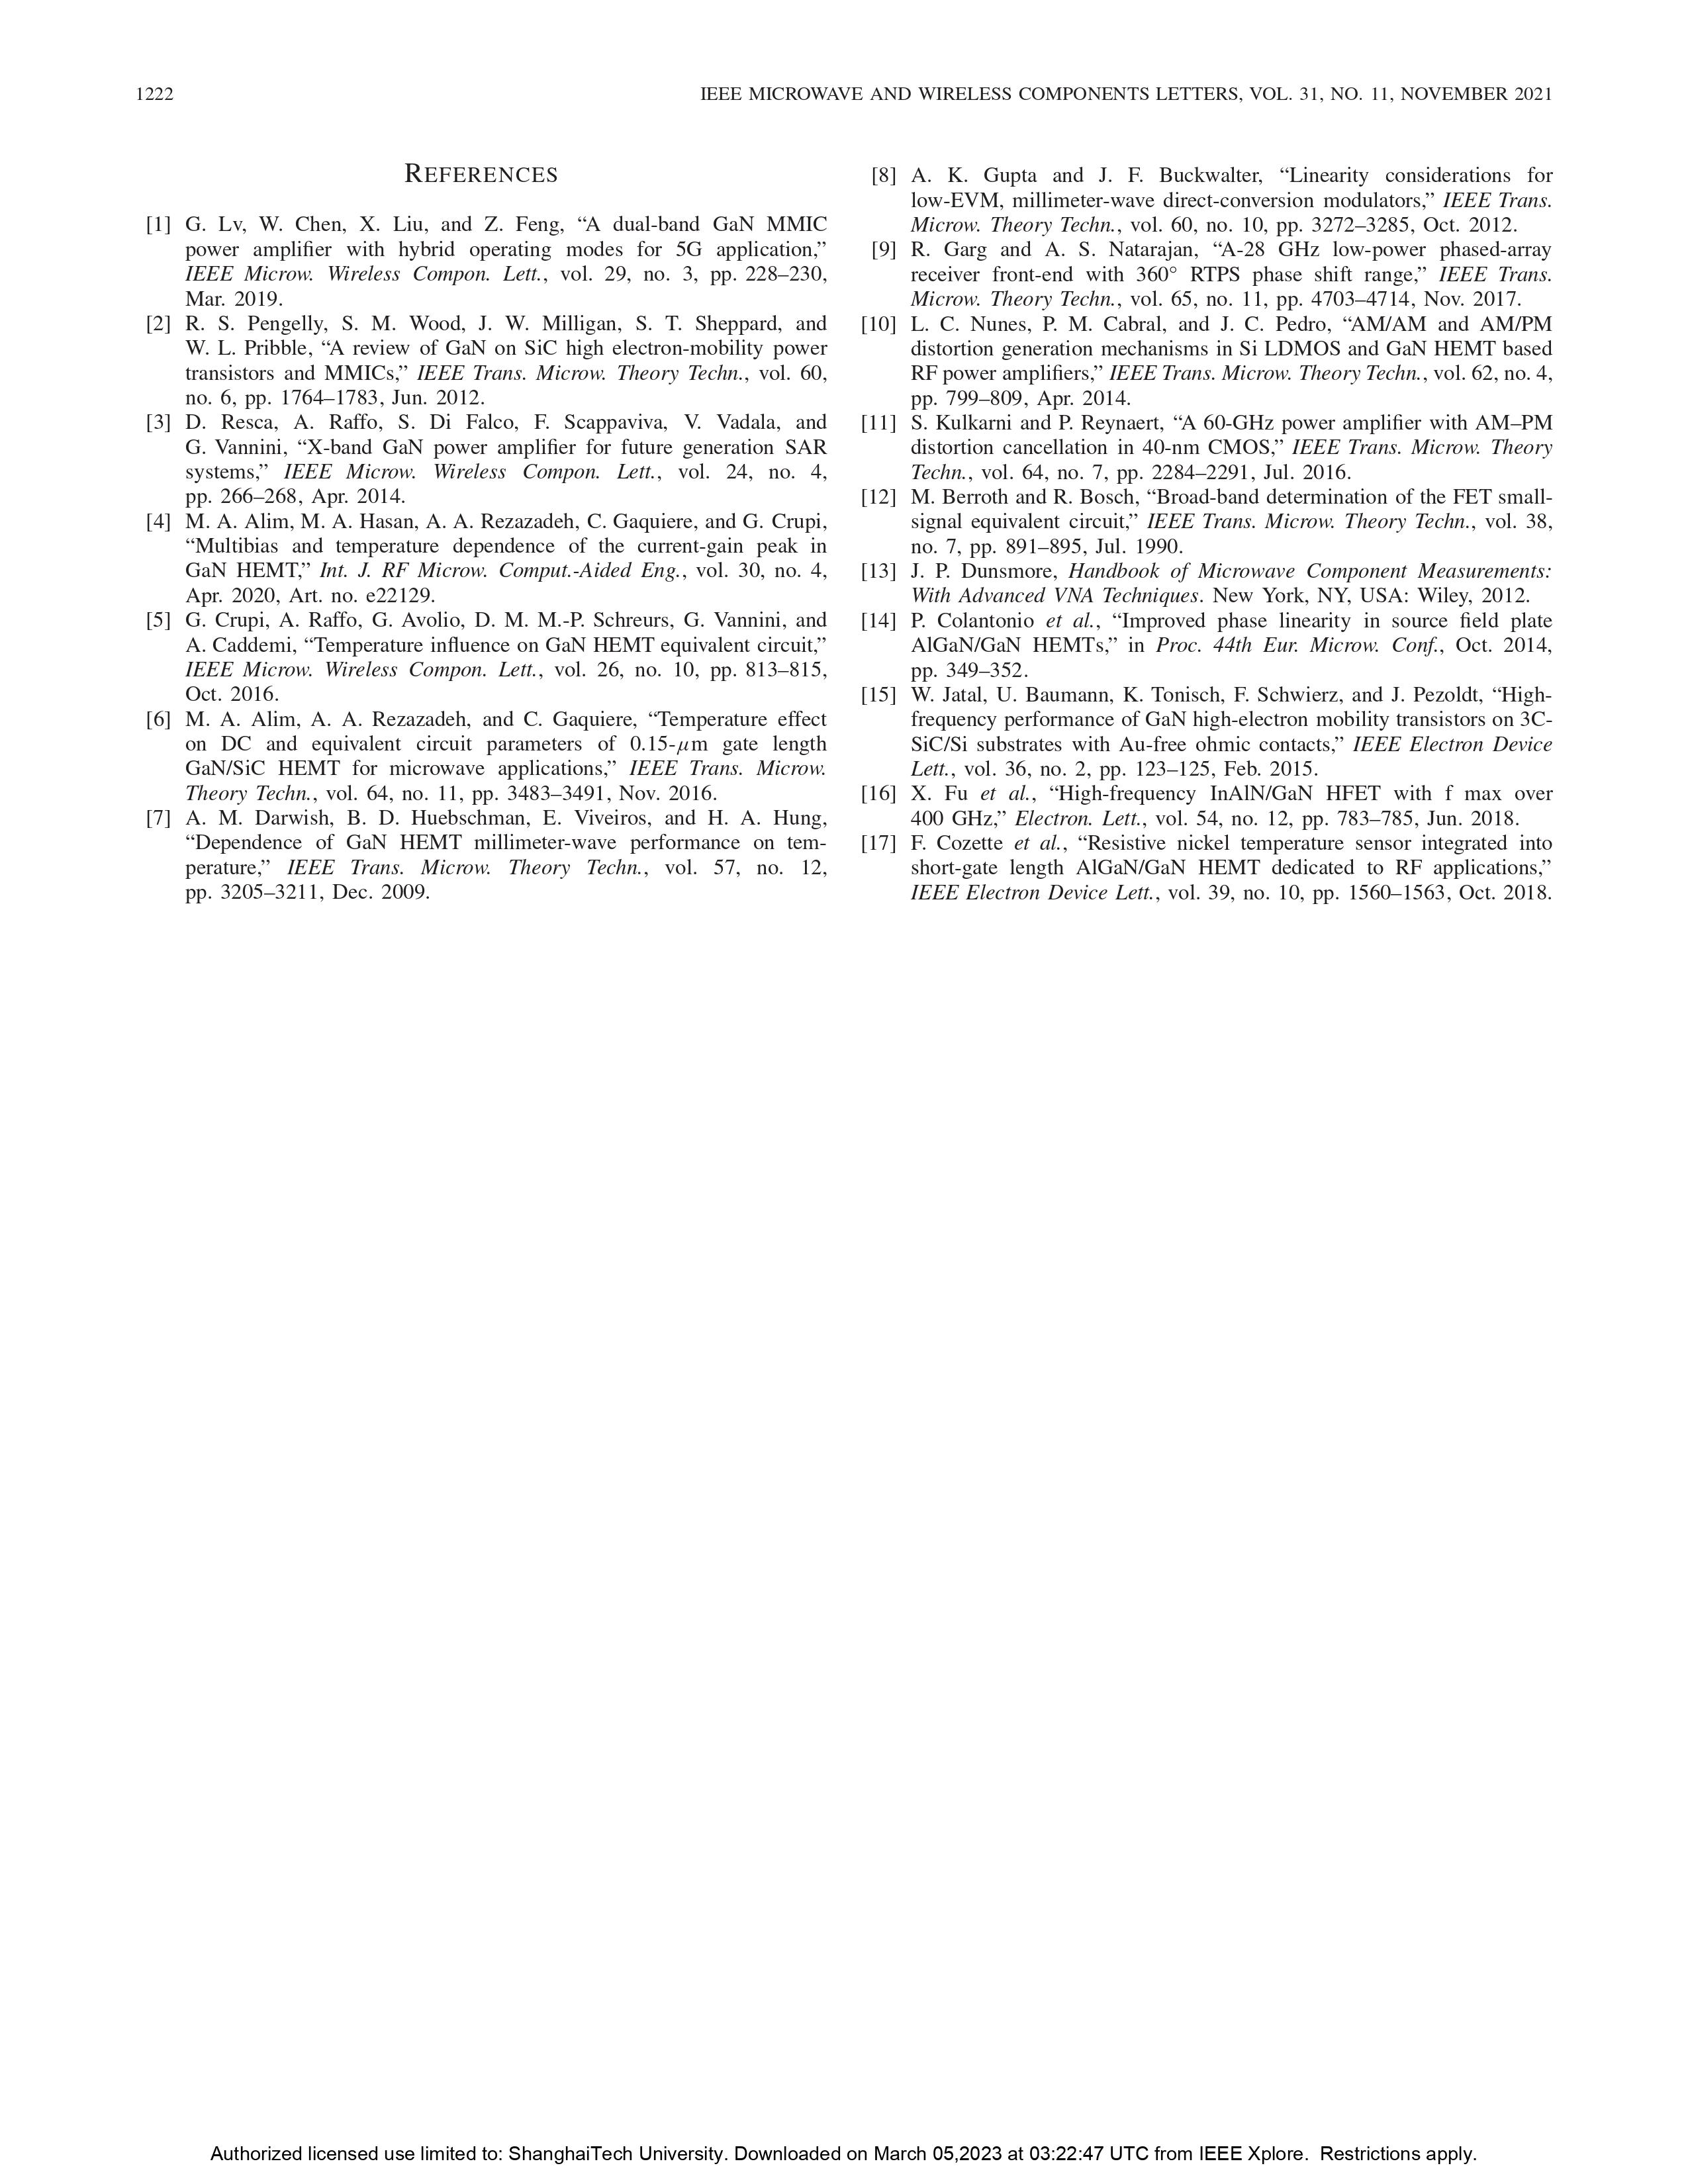 1222
IEEE MICROWAVE AND WIRELESS COMPONENTS LETTERS, VOL. 31, NO. 11, NOVEMBER 2021
REFERENCES
[1] G. Lv, W. Chen, X. Liu, and Z. Feng, “A dual-band GaN MMIC
power amplifier with hybrid operating modes for 5G application,”
IEEE Microw. Wireless Compon. Lett., vol. 29, no. 3, pp. 228–230,
Mar. 2019.
[2] R. S. Pengelly, S. M. Wood, J. W. Milligan, S. T. Sheppard, and
W. L. Pribble, “A review of GaN on SiC high electron-mobility power
transistors and MMICs,” IEEE Trans. Microw. Theory Techn., vol. 60,
no. 6, pp. 1764–1783, Jun. 2012.
[3] D. Resca, A. Raffo, S. Di Falco, F. Scappaviva, V. Vadala, and
G. Vannini, “X-band GaN power amplifier for future generation SAR
systems,” IEEE Microw. Wireless Compon. Lett., vol. 24, no. 4,
pp. 266–268, Apr. 2014.
[4] M. A. Alim, M. A. Hasan, A. A. Rezazadeh, C. Gaquiere, and G. Crupi,
“Multibias and temperature dependence of the current-gain peak in
GaN HEMT,” Int. J. RF Microw. Comput.-Aided Eng., vol. 30, no. 4,
Apr. 2020, Art. no. e22129.
[5] G. Crupi, A. Raffo, G. Avolio, D. M. M.-P. Schreurs, G. Vannini, and
A. Caddemi, “Temperature influence on GaN HEMT equivalent circuit,”
IEEE Microw. Wireless Compon. Lett., vol. 26, no. 10, pp. 813–815,
Oct. 2016.
[6] M. A. Alim, A. A. Rezazadeh, and C. Gaquiere, “Temperature effect
on DC and equivalent circuit parameters of 0.15-μm gate length
GaN/SiC HEMT for microwave applications,” IEEE Trans. Microw.
Theory Techn., vol. 64, no. 11, pp. 3483–3491, Nov. 2016.
[7] A. M. Darwish, B. D. Huebschman, E. Viveiros, and H. A. Hung,
“Dependence of GaN HEMT millimeter-wave performance on tem-
perature,” IEEE Trans. Microw. Theory Techn., vol. 57, no. 12,
pp. 3205–3211, Dec. 2009.
[8] A. K. Gupta and J. F. Buckwalter, “Linearity considerations for
low-EVM, millimeter-wave direct-conversion modulators,” IEEE Trans.
Microw. Theory Techn., vol. 60, no. 10, pp. 3272–3285, Oct. 2012.
[9] R. Garg and A. S. Natarajan, “A-28 GHz low-power phased-array
receiver front-end with 360° RTPS phase shift range,” IEEE Trans.
Microw. Theory Techn., vol. 65, no. 11, pp. 4703–4714, Nov. 2017.
[10] L. C. Nunes, P. M. Cabral, and J. C. Pedro, “AM/AM and AM/PM
distortion generation mechanisms in Si LDMOS and GaN HEMT based
RF power amplifiers,” IEEE Trans. Microw. Theory Techn., vol. 62, no. 4,
pp. 799–809, Apr. 2014.
[11] S. Kulkarni and P. Reynaert, “A 60-GHz power amplifier with AM–PM
distortion cancellation in 40-nm CMOS,” IEEE Trans. Microw. Theory
Techn., vol. 64, no. 7, pp. 2284–2291, Jul. 2016.
[12] M. Berroth and R. Bosch, “Broad-band determination of the FET small-
signal equivalent circuit,” IEEE Trans. Microw. Theory Techn., vol. 38,
no. 7, pp. 891–895, Jul. 1990.
[13] J. P. Dunsmore, Handbook of Microwave Component Measurements:
With Advanced VNA Techniques. New York, NY, USA: Wiley, 2012.
[14] P. Colantonio et al., “Improved phase linearity in source field plate
AlGaN/GaN HEMTs,” in Proc. 44th Eur. Microw. Conf., Oct. 2014,
pp. 349–352.
[15] W. Jatal, U. Baumann, K. Tonisch, F. Schwierz, and J. Pezoldt, “High-
frequency performance of GaN high-electron mobility transistors on 3C-
SiC/Si substrates with Au-free ohmic contacts,” IEEE Electron Device
Lett., vol. 36, no. 2, pp. 123–125, Feb. 2015.
[16] X. Fu et al., “High-frequency InAlN/GaN HFET with f max over
400 GHz,” Electron. Lett., vol. 54, no. 12, pp. 783–785, Jun. 2018.
[17] F. Cozette et al., “Resistive nickel temperature sensor integrated into
short-gate length AlGaN/GaN HEMT dedicated to RF applications,”
IEEE Electron Device Lett., vol. 39, no. 10, pp. 1560–1563, Oct. 2018.
Authorized licensed use limited to: ShanghaiTech University. Downloaded on March 05,2023 at 03:22:47 UTC from IEEE Xplore. Restrictions apply.